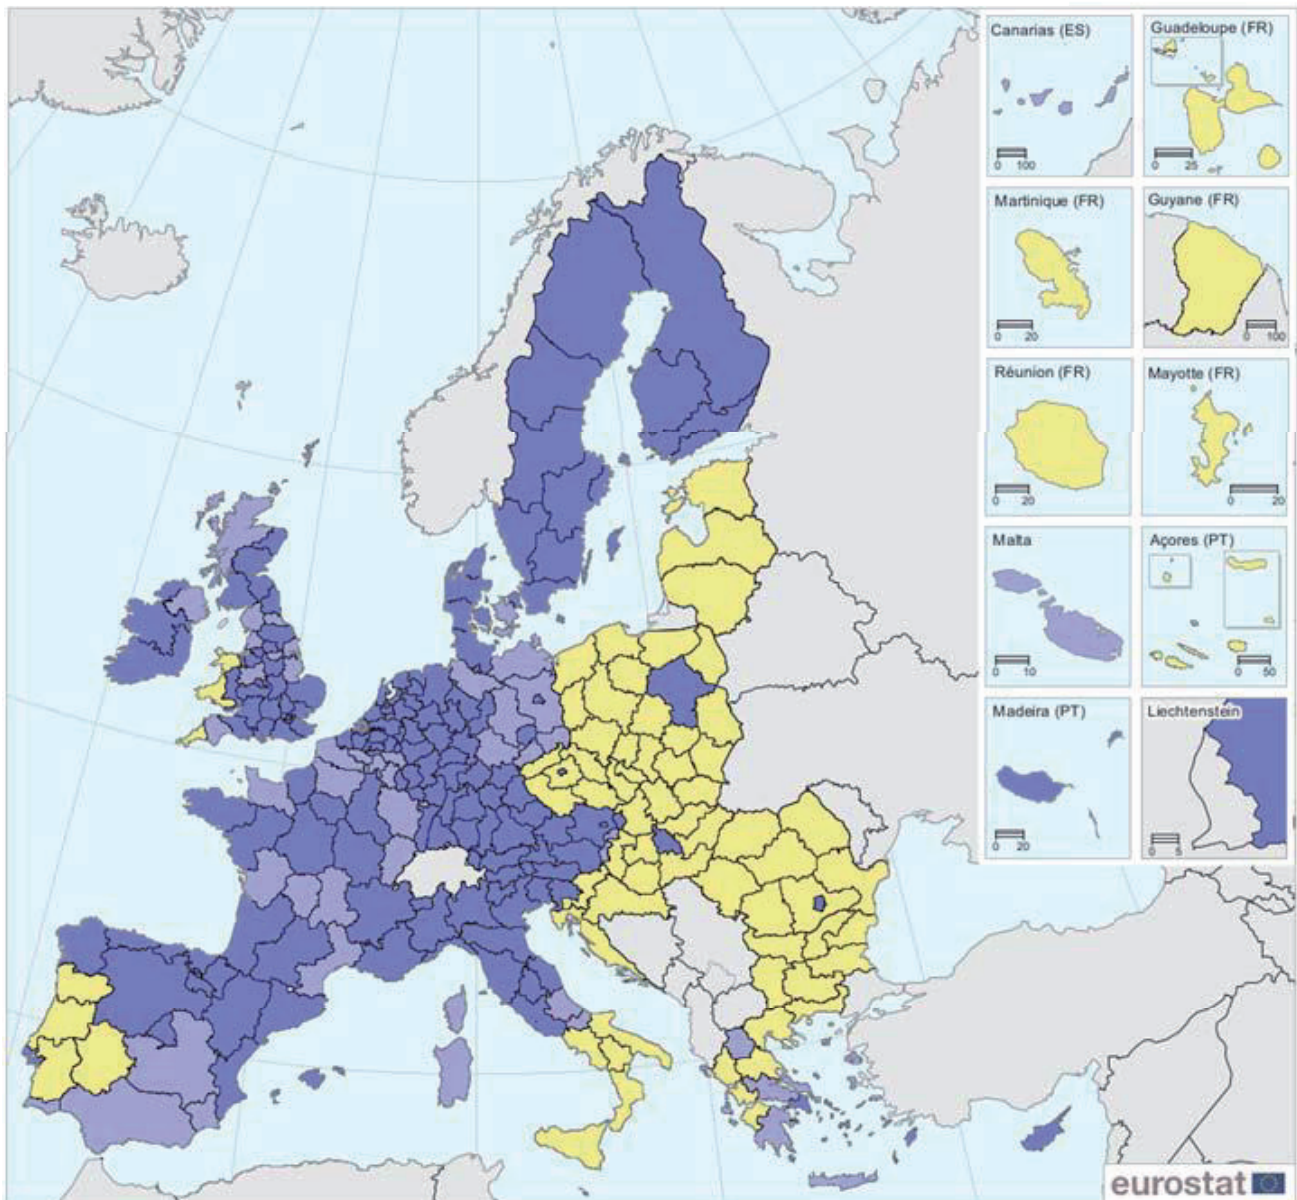 Canarias (ES)
0 100
Guadeloupe (FR)
0 25
Martinique (FR)
0 20
Guyane (FR)
0 100
Réunion (FR)
0 20
Mayotte (FR)
0 20
Malta
0 10
Açores (PT)
0 50
Madeira (PT)
0 20
Liechtenstein
0 5
eurostat